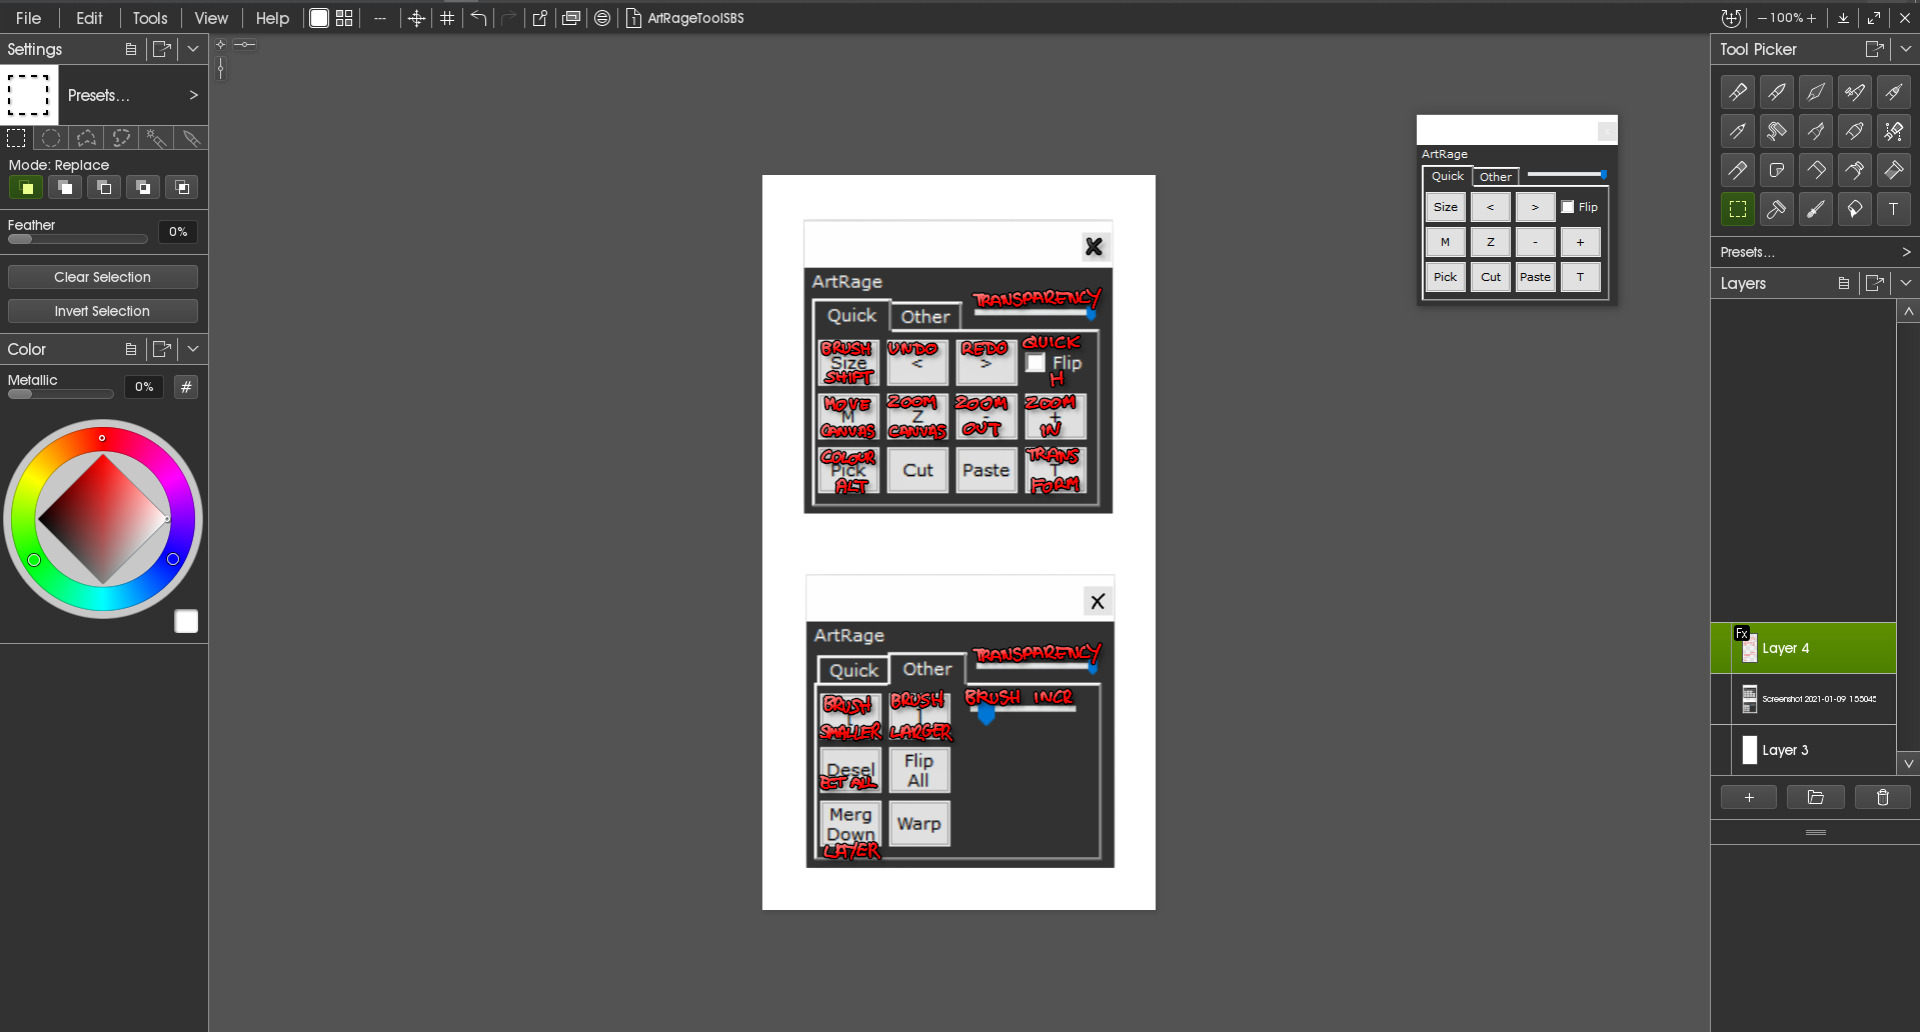 File Edit Tools View Help ArtRageToolSBS 100%
Settings
Presets...
Mode: Replace
Feather 0%
Clear Selection
Invert Selection
Color
Metallic 0% #
ArtRage
TRANSPARENCY
Quick Other
BRUSH UNDO REDO QUICK
Size < > Flip
SHIFT H
MOVE ZOOM ZOOM ZOOM
M Z - +
CANVAS CANVAS OUT IN
COLOUR TRANS
Pick Cut Paste T
ALT FORM
X
ArtRage
TRANSPARENCY
Quick Other
BRUSH BRUSH BRUSH INCR
SMALLER LARGER
Desel Flip
ECT ALL All
Merg
Down Warp
LAYER
ArtRage
Quick Other
Size < > Flip
M Z - +
Pick Cut Paste T
Tool Picker
T
Presets...
Layers
Fx
Layer 4
Screenshot 2021-01-09 155045
Layer 3